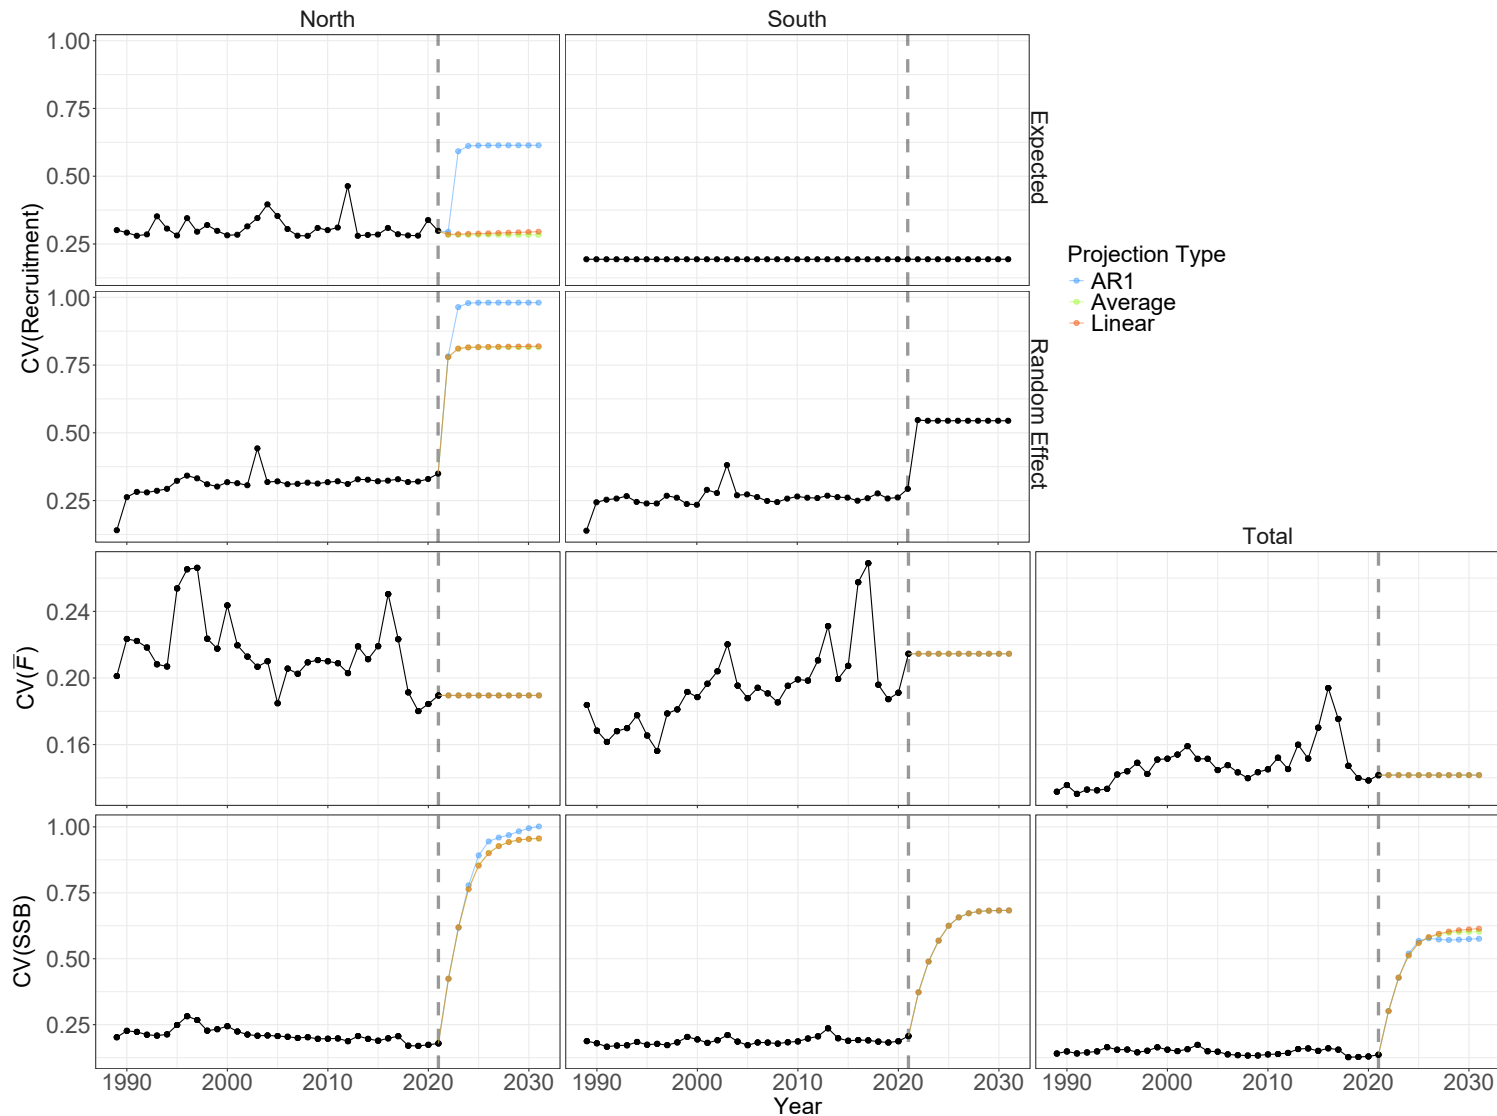 North
South
1.00
0.75
0.50
0.25
Expected
CV(Recruitment)
Projection Type
AR1
Average
Linear
1.00
0.75
0.50
0.25
Random Effect
Total
0.24
0.20
0.16
CV(F̅)
1.00
0.75
0.50
0.25
CV(SSB)
1990
2000
2010
2020
2030
1990
2000
2010
2020
2030
1990
2000
2010
2020
2030
Year